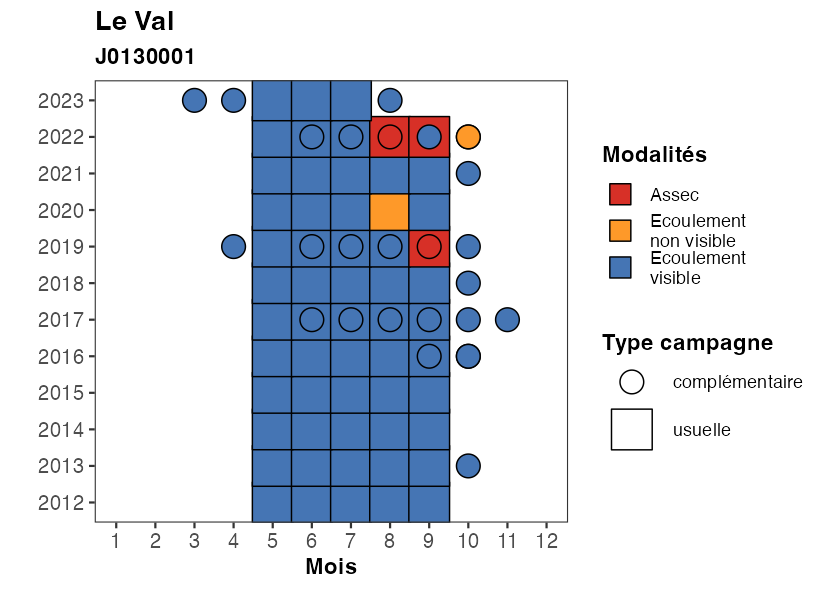 Le Val
J0130001
2023
2022
2021
2020
2019
2018
2017
2016
2015
2014
2013
2012
1 2 3 4 5 6 7 8 9 10 11 12
Mois
Modalités
Assec
Ecoulement
non visible
Ecoulement
visible
Type campagne
complémentaire
usuelle